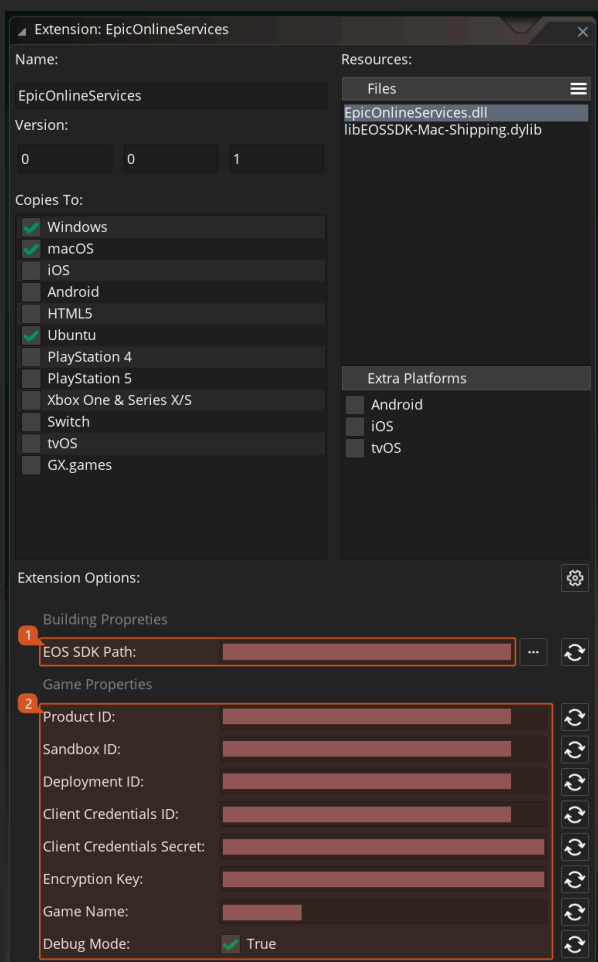 Extension: EpicOnlineServices
Name:
EpicOnlineServices
Version:
0 0 1
Copies To:
Windows
macOS
iOS
Android
HTML5
Ubuntu
PlayStation 4
PlayStation 5
Xbox One & Series X/S
Switch
tvOS
GX.games
Resources:
Files
EpicOnlineServices.dll
libEOSSDK-Mac-Shipping.dylib
Extra Platforms
Android
iOS
tvOS
Extension Options:
Building Propreties
1
EOS SDK Path: ...
Game Properties
2
Product ID:
Sandbox ID:
Deployment ID:
Client Credentials ID:
Client Credentials Secret:
Encryption Key:
Game Name:
Debug Mode: True